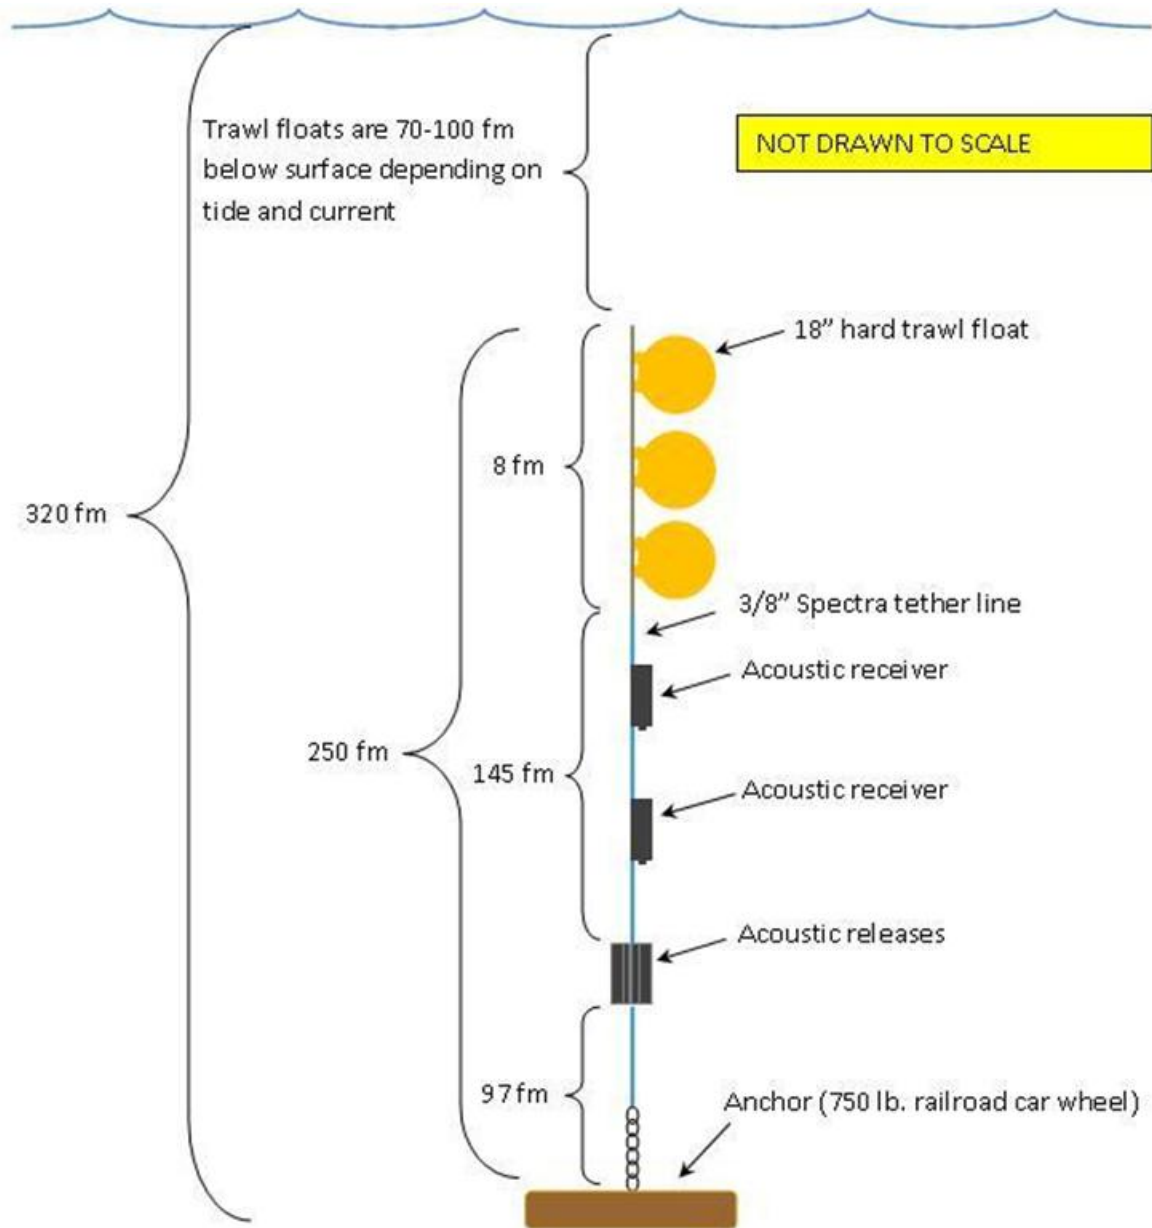 Trawl floats are 70-100 fm
below surface depending on
tide and current
NOT DRAWN TO SCALE
18” hard trawl float
8 fm
320 fm
3/8” Spectra tether line
Acoustic receiver
250 fm
145 fm
Acoustic receiver
Acoustic releases
97 fm
Anchor (750 lb. railroad car wheel)